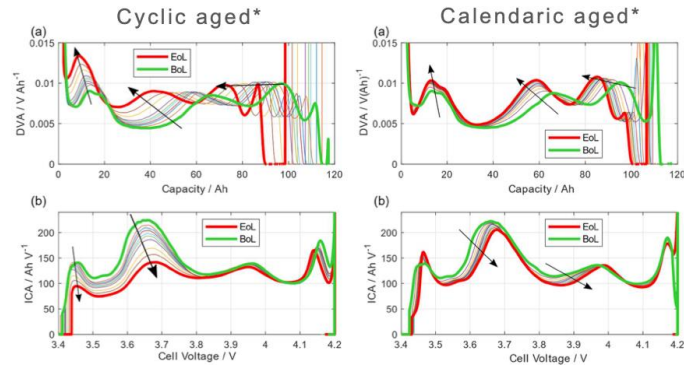 Cyclic aged*
Calendaric aged*
(a)
0.015
0.01
0.005
0
DVA / V Ah⁻¹
EoL
BoL
0 20 40 60 80 100 120
Capacity / Ah
(a)
0.015
0.01
0.005
0
DVA / V(Ah)⁻¹
EoL
BoL
0 20 40 60 80 100 120
Capacity / Ah
(b)
200
150
100
50
0
ICA / Ah V⁻¹
EoL
BoL
3.4 3.5 3.6 3.7 3.8 3.9 4 4.1 4.2
Cell Voltage / V
(b)
200
150
100
50
0
ICA / Ah V⁻¹
EoL
BoL
3.4 3.5 3.6 3.7 3.8 3.9 4 4.1 4.2
Cell Voltage / V